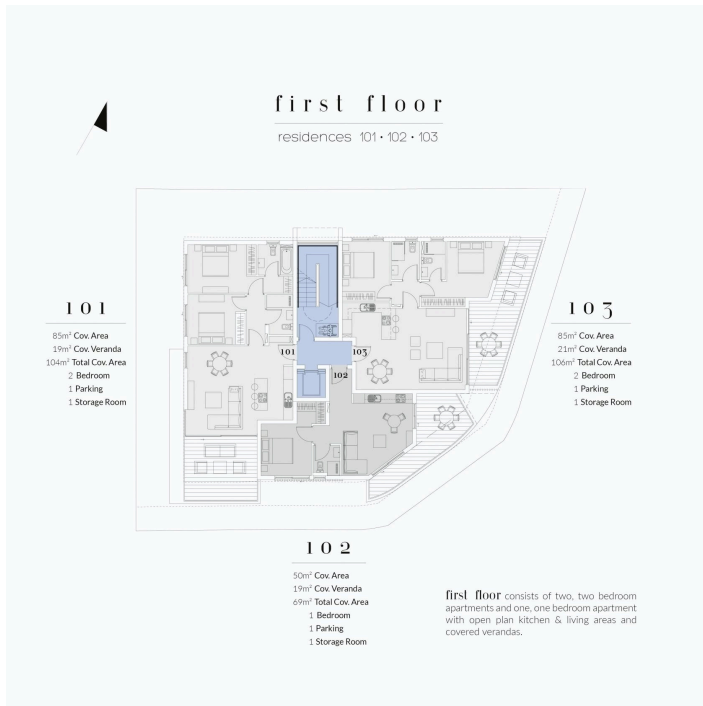 first floor
residences 101 • 102 • 103
101
85m² Cov. Area
19m² Cov. Veranda
104m² Total Cov. Area
2 Bedroom
1 Parking
1 Storage Room
101
103
102
103
85m² Cov. Area
21m² Cov. Veranda
106m² Total Cov. Area
2 Bedroom
1 Parking
1 Storage Room
102
50m² Cov. Area
19m² Cov. Veranda
69m² Total Cov. Area
1 Bedroom
1 Parking
1 Storage Room
first floor consists of two, two bedroom
apartments and one, one bedroom apartment
with open plan kitchen & living areas and
covered verandas.